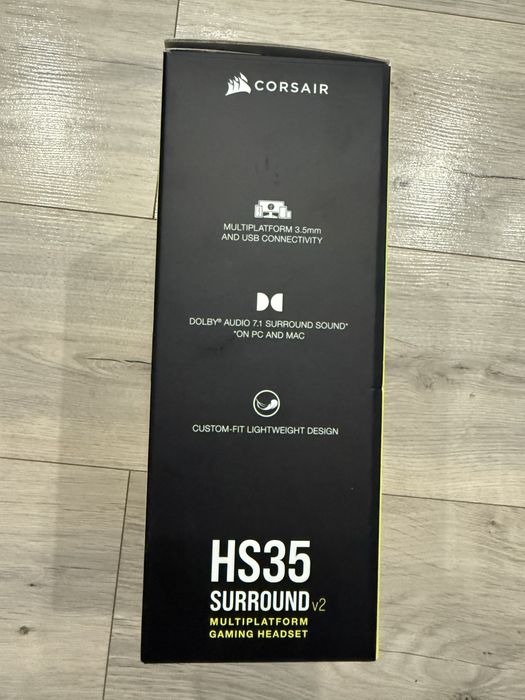 CORSAIR
MULTIPLATFORM 3.5mm
AND USB CONNECTIVITY
DOLBY® AUDIO 7.1 SURROUND SOUND*
*ON PC AND MAC
CUSTOM-FIT LIGHTWEIGHT DESIGN
HS35
SURROUND v2
MULTIPLATFORM
GAMING HEADSET